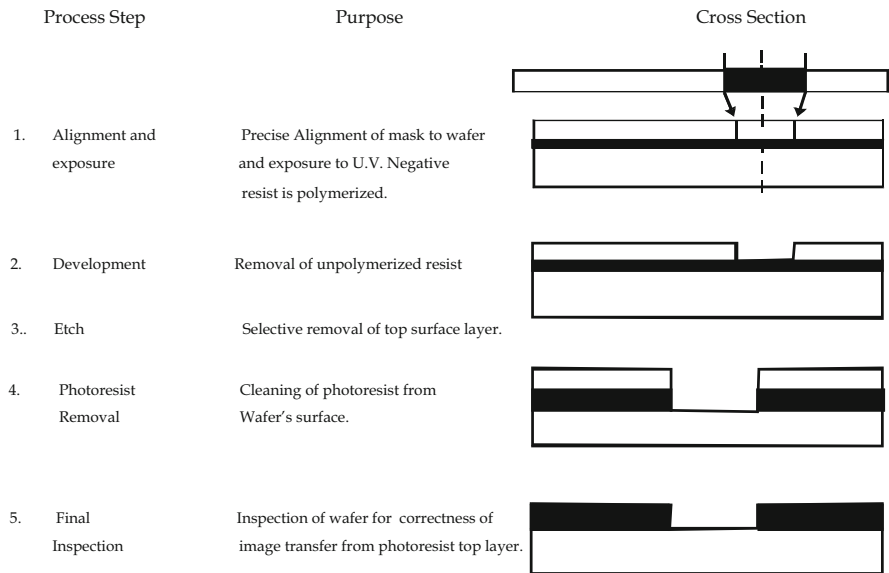 Process Step Purpose Cross Section
1. Alignment and Precise Alignment of mask to wafer
exposure and exposure to U.V. Negative
resist is polymerized.
2. Development Removal of unpolymerized resist
3.. Etch Selective removal of top surface layer.
4. Photoresist Cleaning of photoresist from
Removal Wafer's surface.
5. Final Inspection of wafer for correctness of
Inspection image transfer from photoresist top layer.